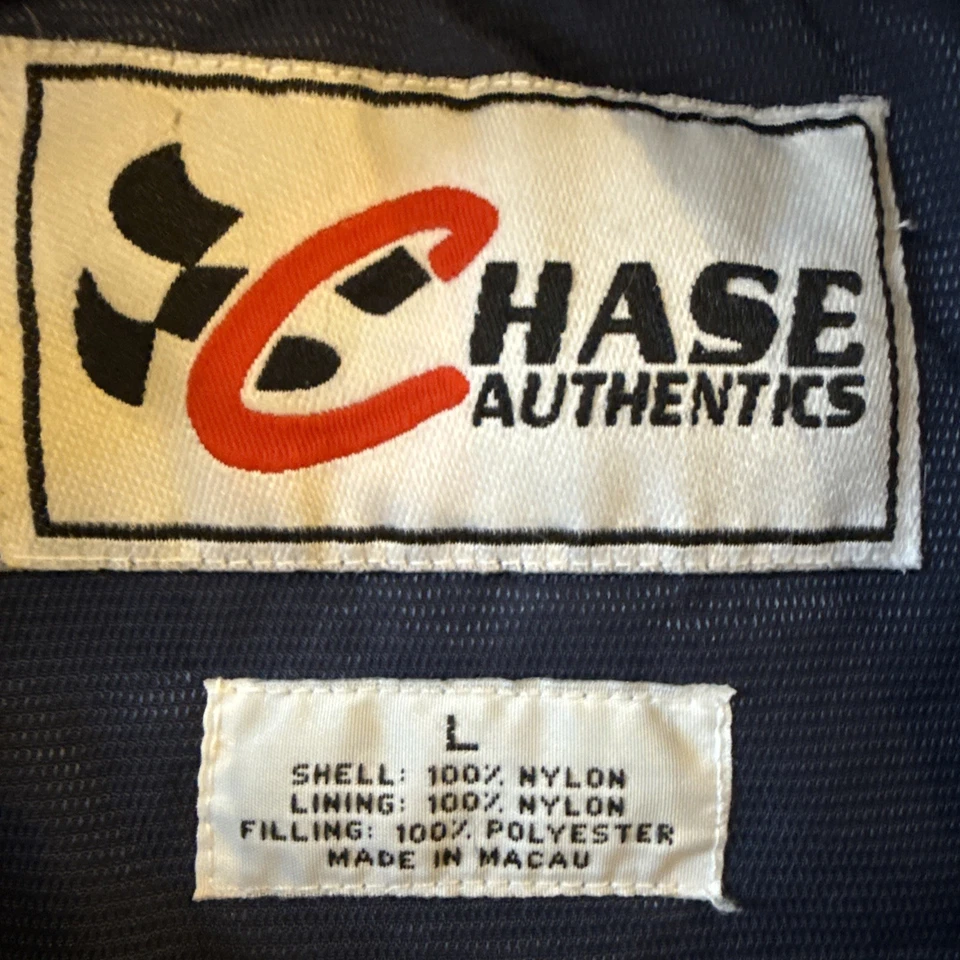 CHASE
AUTHENTICS
L
SHELL: 100% NYLON
LINING: 100% NYLON
FILLING: 100% POLYESTER
MADE IN MACAU